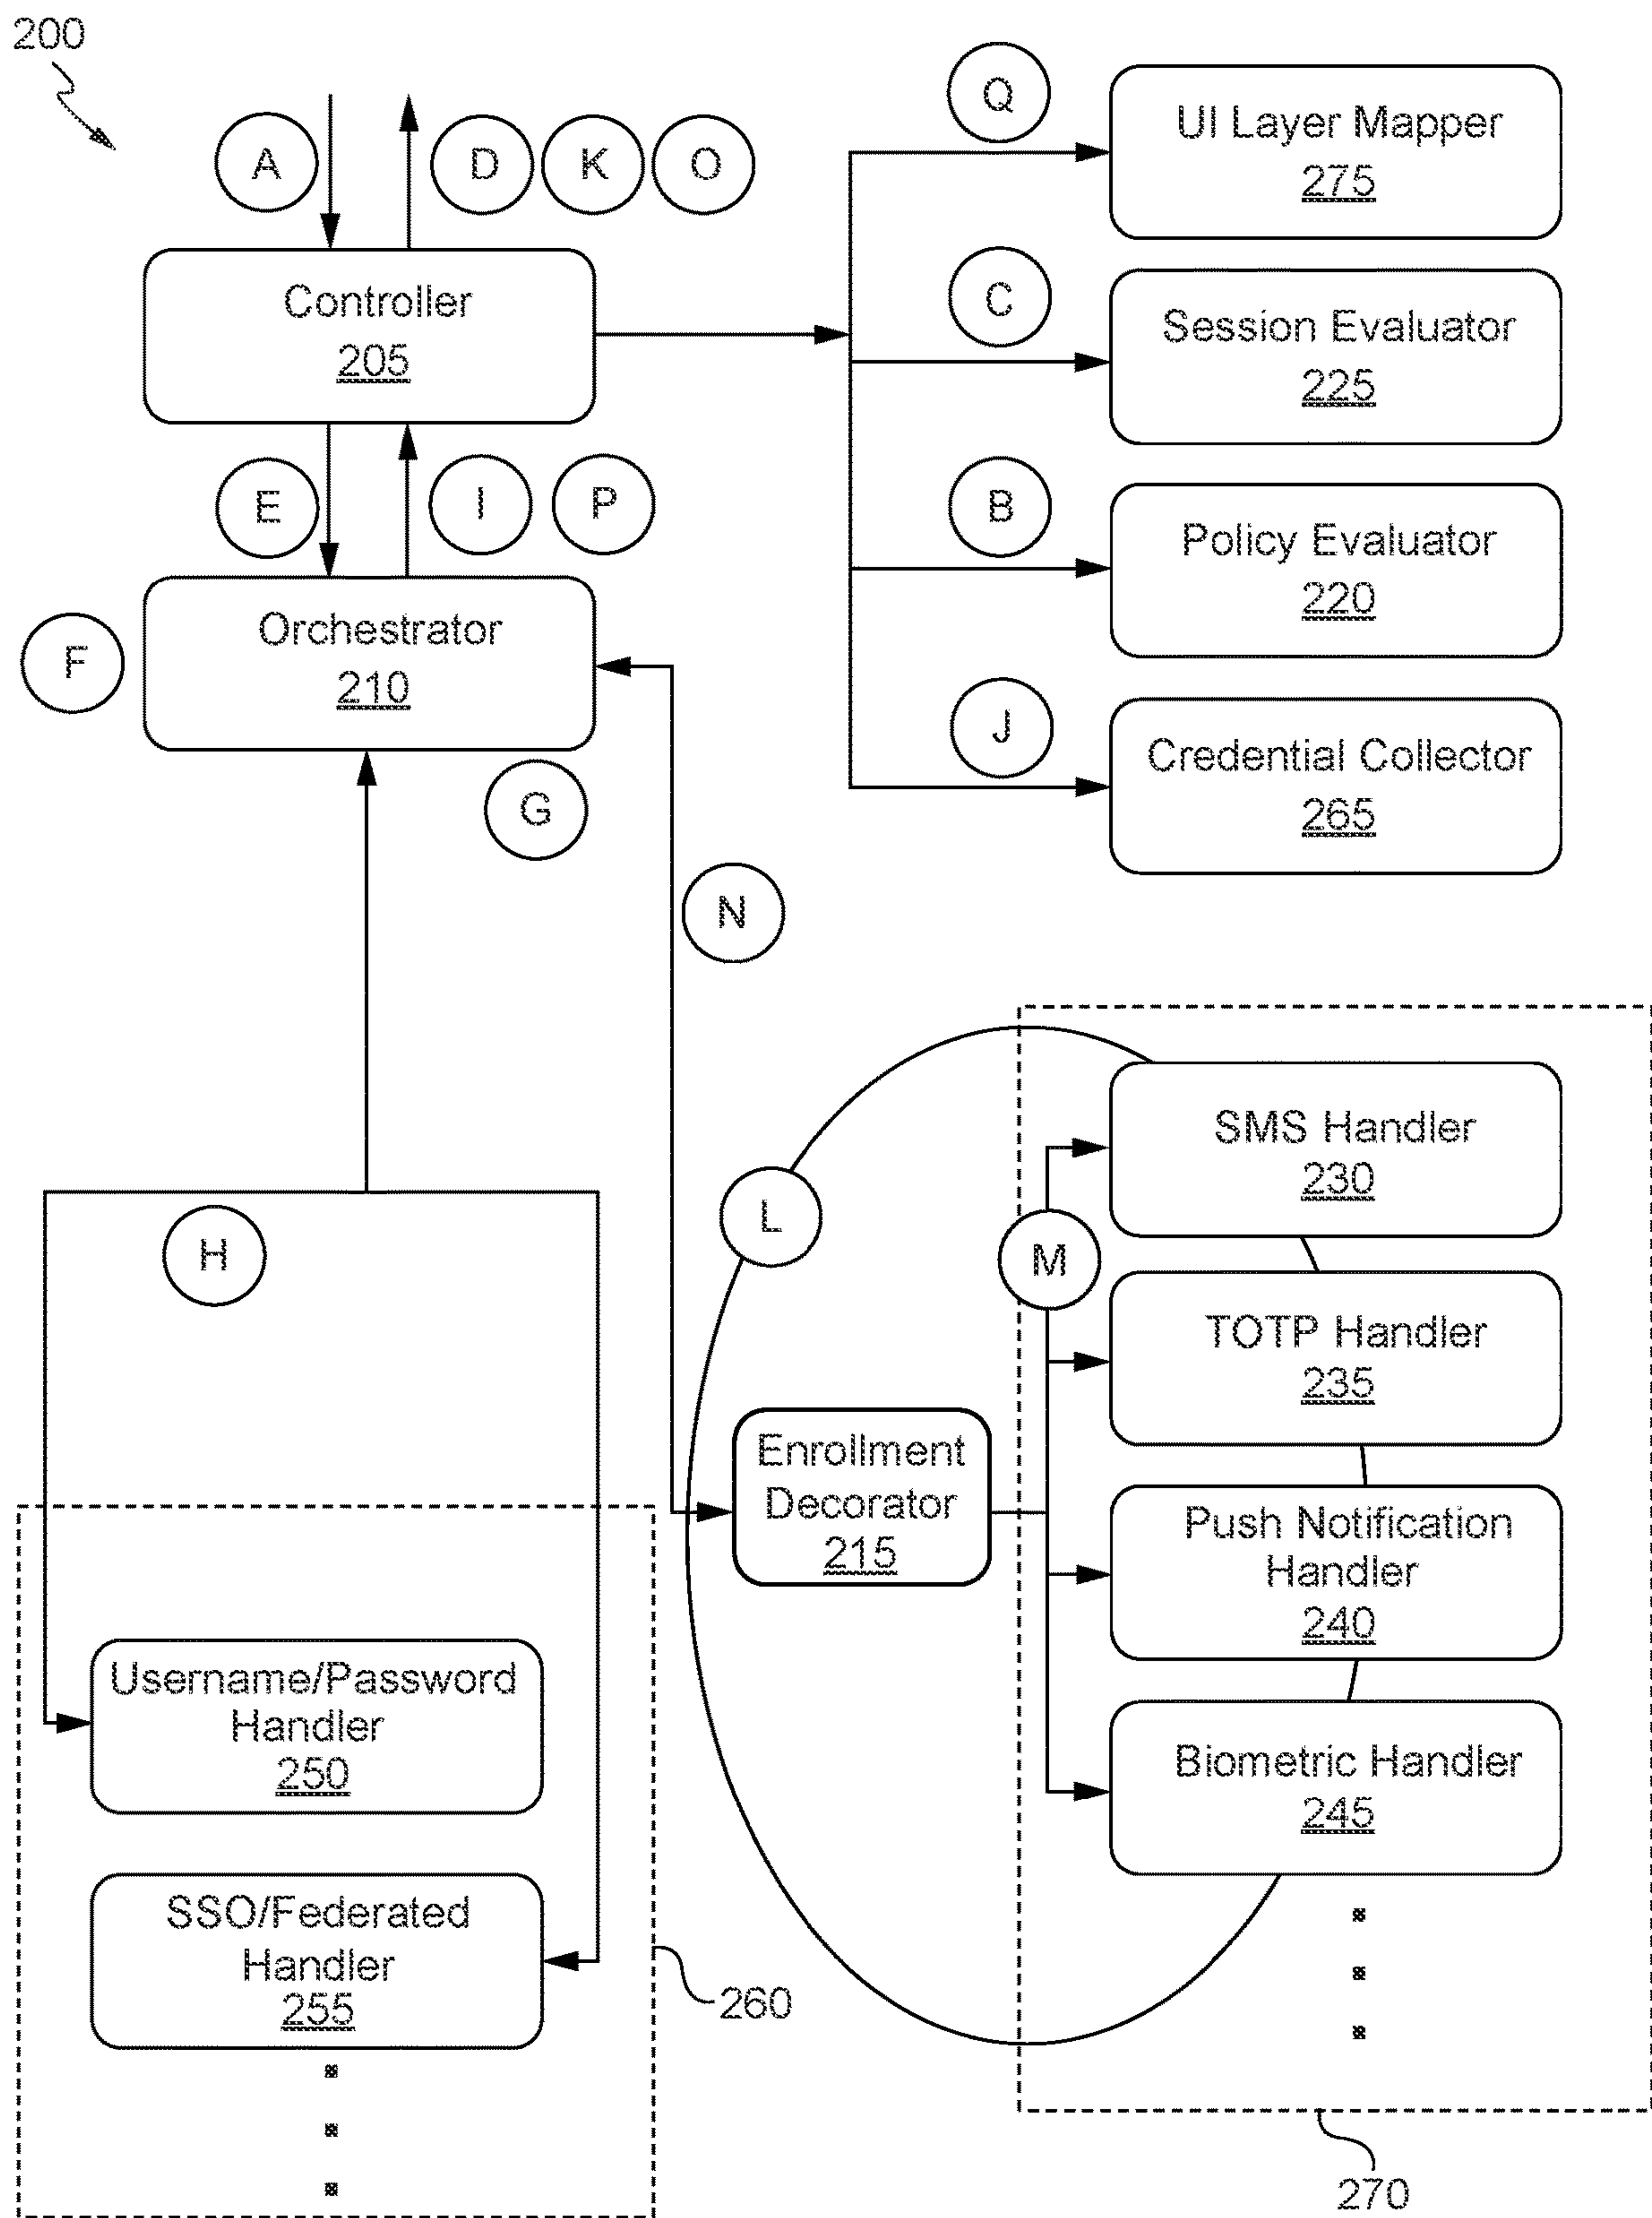 200
A
D
K
O
Q
UI Layer Mapper
275
Controller
205
C
Session Evaluator
225
E
I
P
B
Policy Evaluator
220
F
Orchestrator
210
G
J
Credential Collector
265
N
H
L
M
SMS Handler
230
TOTP Handler
235
Enrollment
Decorator
215
Push Notification
Handler
240
Biometric Handler
245
Username/Password
Handler
250
SSO/Federated
Handler
255
260
270